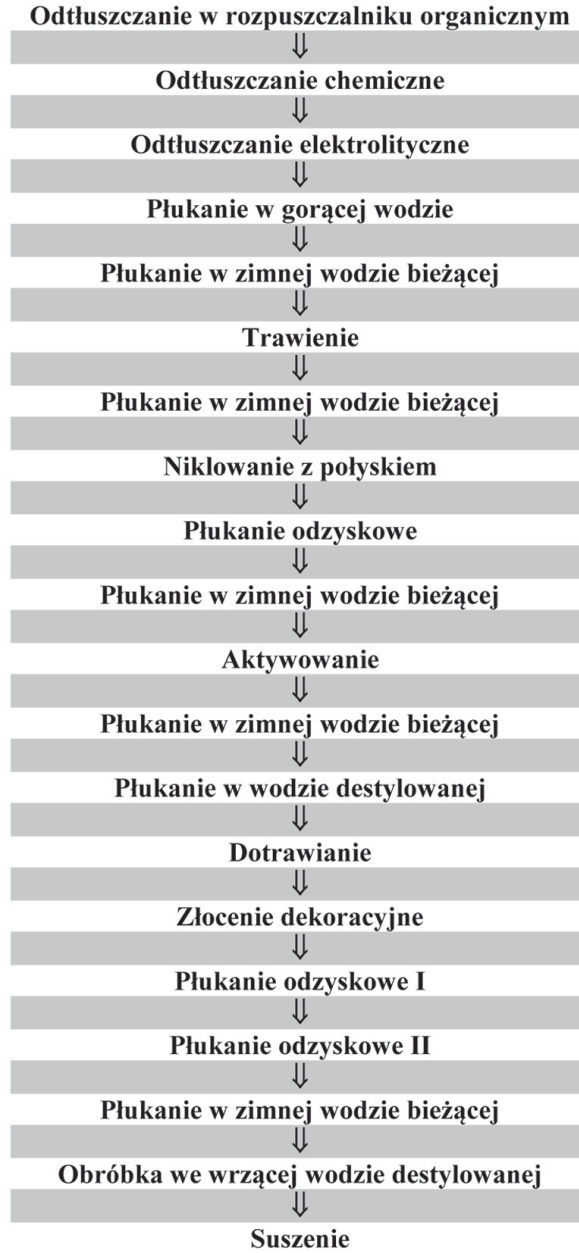 Odtłuszczanie w rozpuszczalniku organicznym
⇓
Odtłuszczanie chemiczne
⇓
Odtłuszczanie elektrolityczne
⇓
Płukanie w gorącej wodzie
⇓
Płukanie w zimnej wodzie bieżącej
⇓
Trawienie
⇓
Płukanie w zimnej wodzie bieżącej
⇓
Niklowanie z połyskiem
⇓
Płukanie odzyskowe
⇓
Płukanie w zimnej wodzie bieżącej
⇓
Aktywowanie
⇓
Płukanie w zimnej wodzie bieżącej
⇓
Płukanie w wodzie destylowanej
⇓
Dotrawianie
⇓
Złocenie dekoracyjne
⇓
Płukanie odzyskowe I
⇓
Płukanie odzyskowe II
⇓
Płukanie w zimnej wodzie bieżącej
⇓
Obróbka we wrzącej wodzie destylowanej
⇓
Suszenie